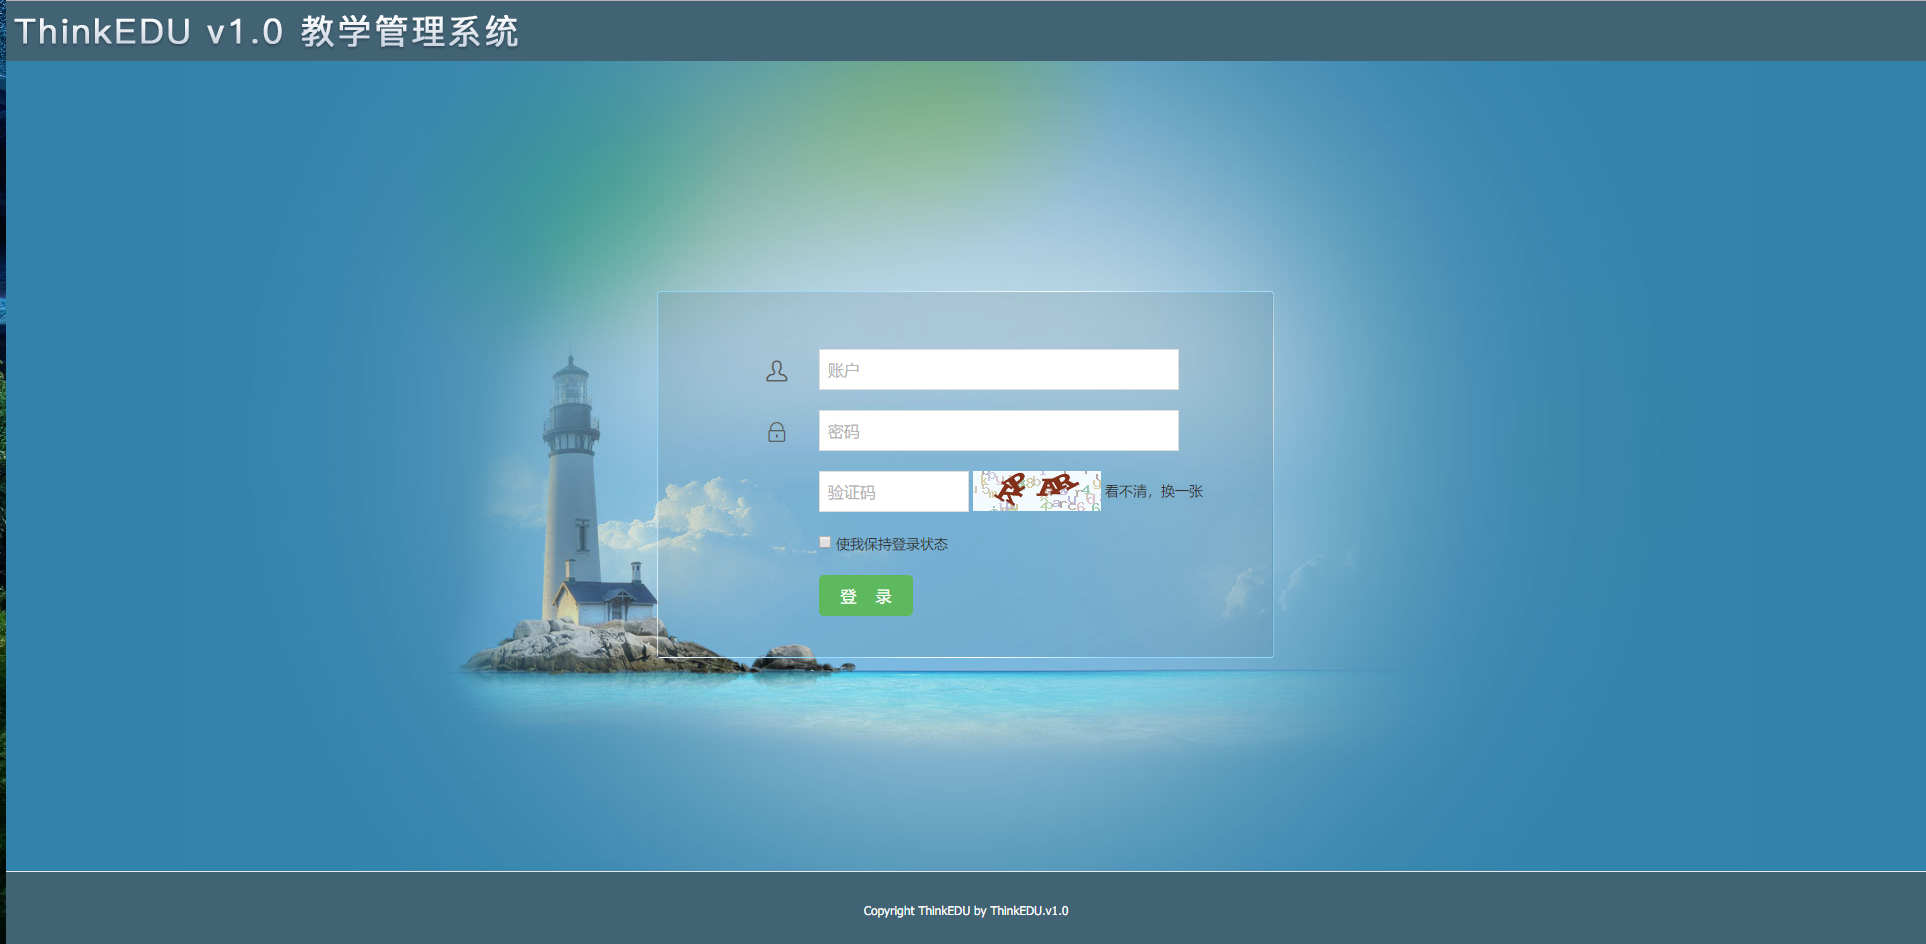 ThinkEDU v1.0 教学管理系统
账户
密码
验证码
看不清，换一张
使我保持登录状态
登 录
Copyright ThinkEDU by ThinkEDU.v1.0